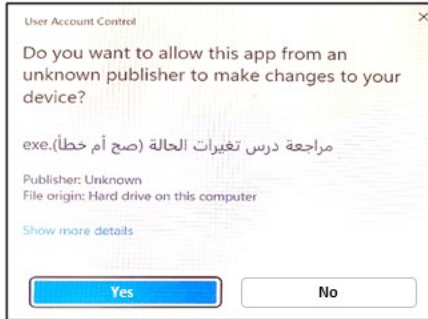 User Account Control
Do you want to allow this app from an
unknown publisher to make changes to your
device?
مراجعة درس تغيرات الحالة (صح أم خطأ).exe
Publisher: Unknown
File origin: Hard drive on this computer
Show more details
Yes
No